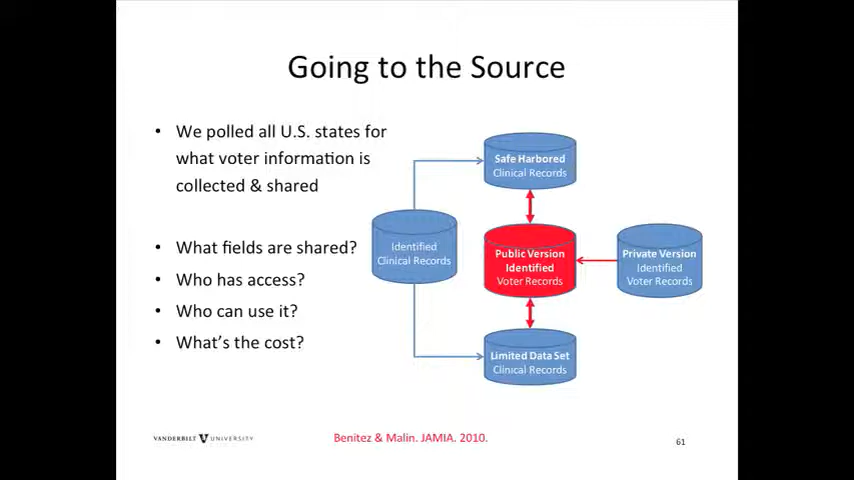 Going to the Source
• We polled all U.S. states for
what voter information is
collected & shared
• What fields are shared?
• Who has access?
• Who can use it?
• What's the cost?
Safe Harbored
Clinical Records
Identified
Clinical Records
Public Version
Identified
Voter Records
Private Version
Identified
Voter Records
Limited Data Set
Clinical Records
VANDERBILT V UNIVERSITY
Benitez & Malin. JAMIA. 2010.
61